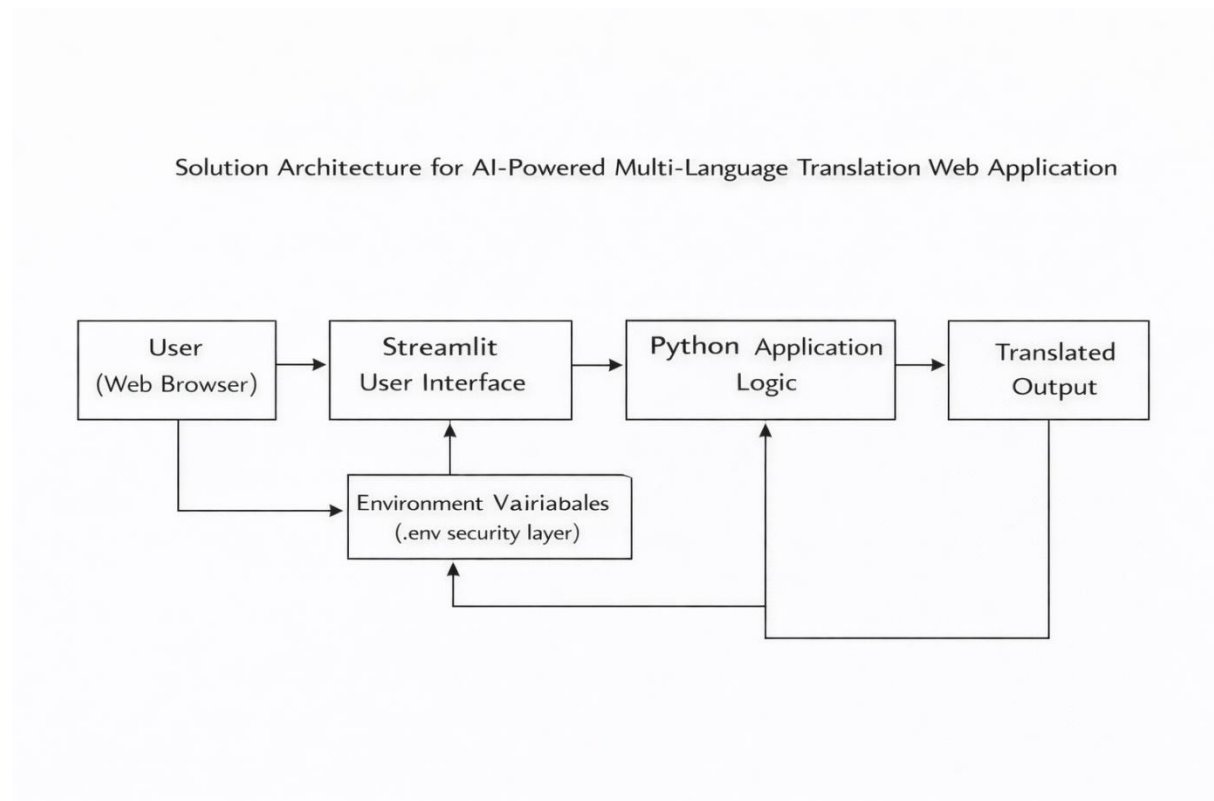 Solution Architecture for AI-Powered Multi-Language Translation Web Application
User
(Web Browser)
Streamlit
User Interface
Python Application
Logic
Translated
Output
Environment Vairiabales
(.env security layer)